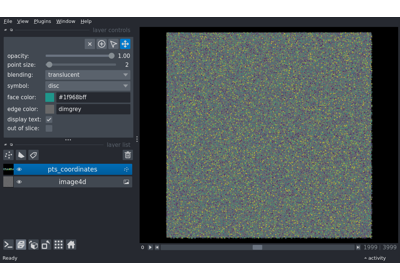 File View Plugins Window Help
layer controls
opacity: 1.00
point size: 2
blending: translucent
symbol: disc
face color: #1f968bff
edge color: dimgrey
display text:
out of slice:
layer list
pts_coordinates
image4d
0 1999 3999
Ready activity